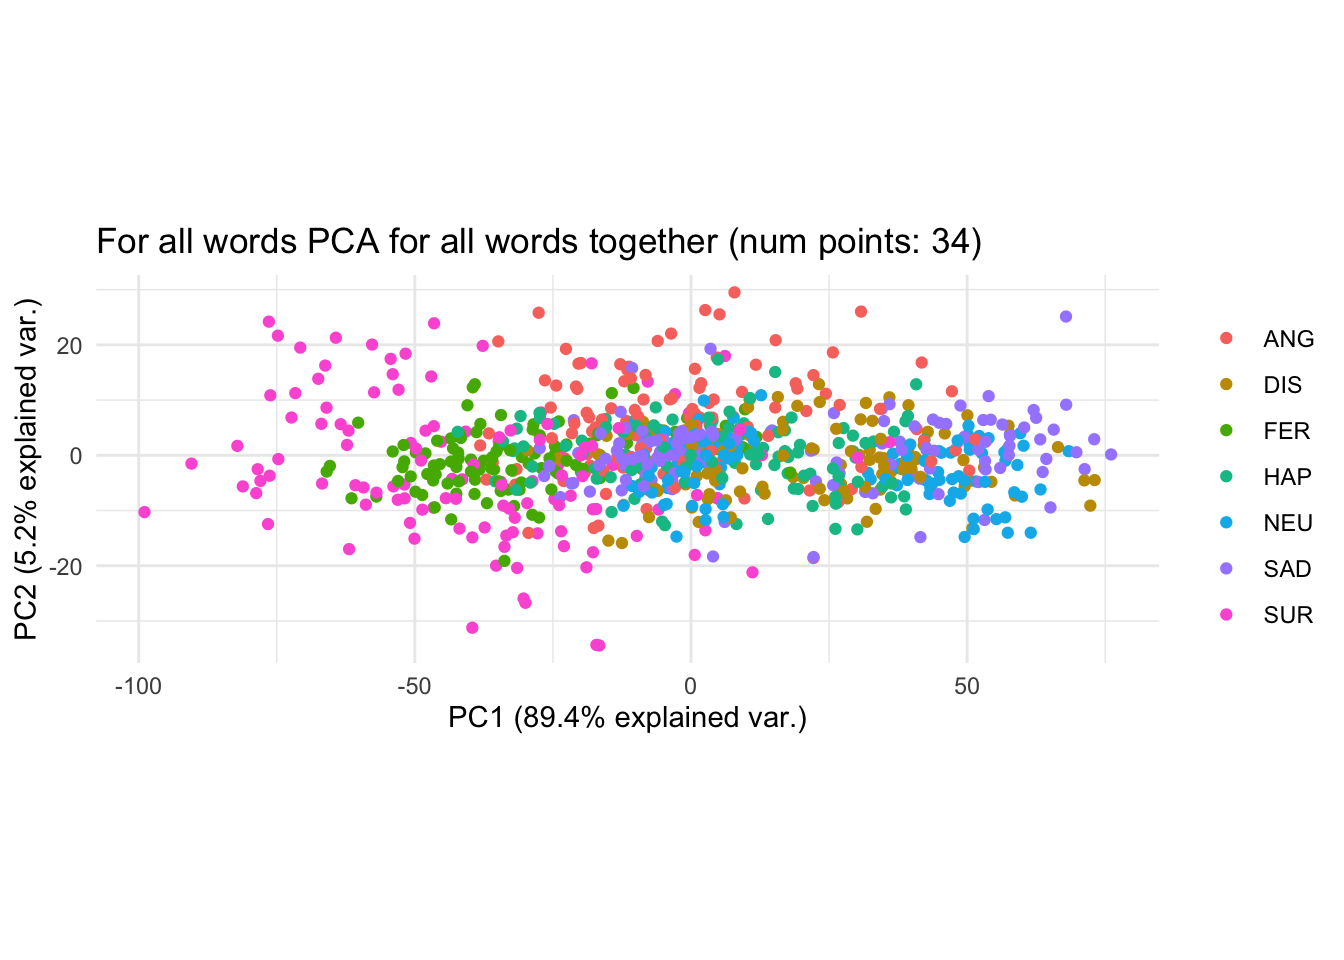 For all words PCA for all words together (num points: 34)
PC2 (5.2% explained var.)
20
0
-20
-100
-50
0
50
PC1 (89.4% explained var.)
ANG
DIS
FER
HAP
NEU
SAD
SUR